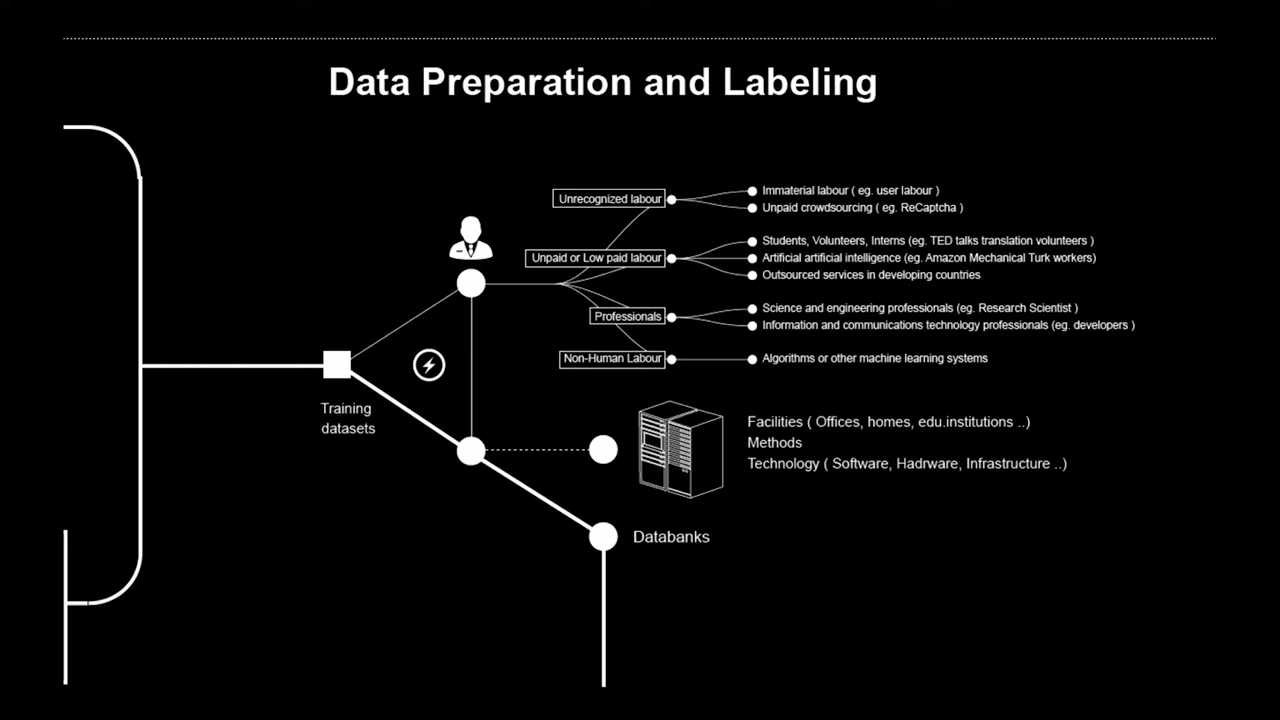 Data Preparation and Labeling
Unrecognized labour
Immaterial labour ( eg. user labour )
Unpaid crowdsourcing ( eg. ReCaptcha )
Unpaid or Low paid labour
Students, Volunteers, Interns (eg. TED talks translation volunteers )
Artificial artificial intelligence (eg. Amazon Mechanical Turk workers)
Outsourced services in developing countries
Professionals
Science and engineering professionals (eg. Research Scientist )
Information and communications technology professionals (eg. developers )
Non-Human Labour
Algorithms or other machine learning systems
Training
datasets
Facilities ( Offices, homes, edu.institutions ..)
Methods
Technology ( Software, Hadrware, Infrastructure ..)
Databanks